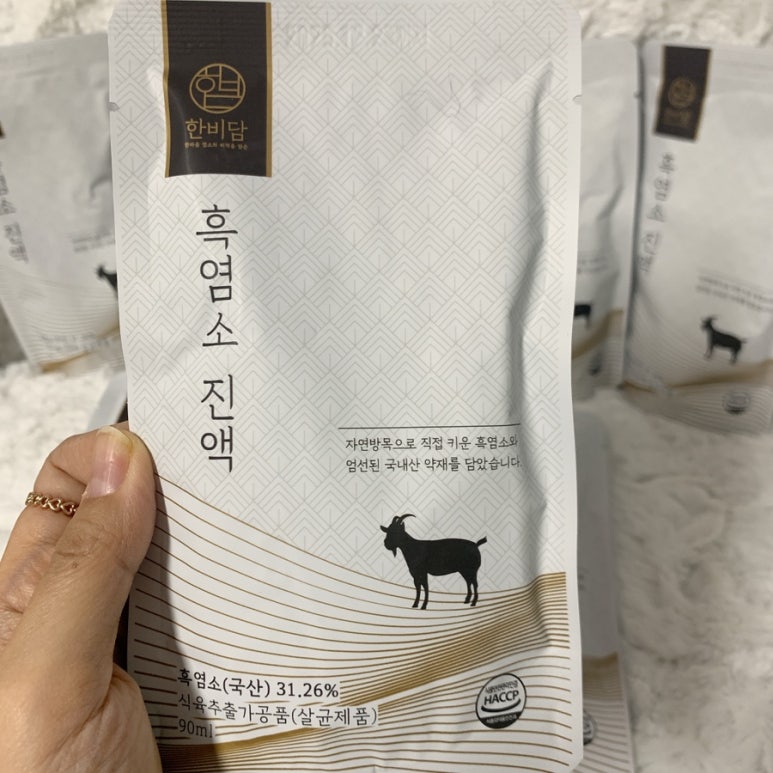 한비담
흑염소 진액
자연방목으로 직접 키운 흑염소와
엄선된 국내산 약재를 담았습니다.
흑염소(국산) 31.26%
식육추출가공품(살균제품)
90ml
HACCP